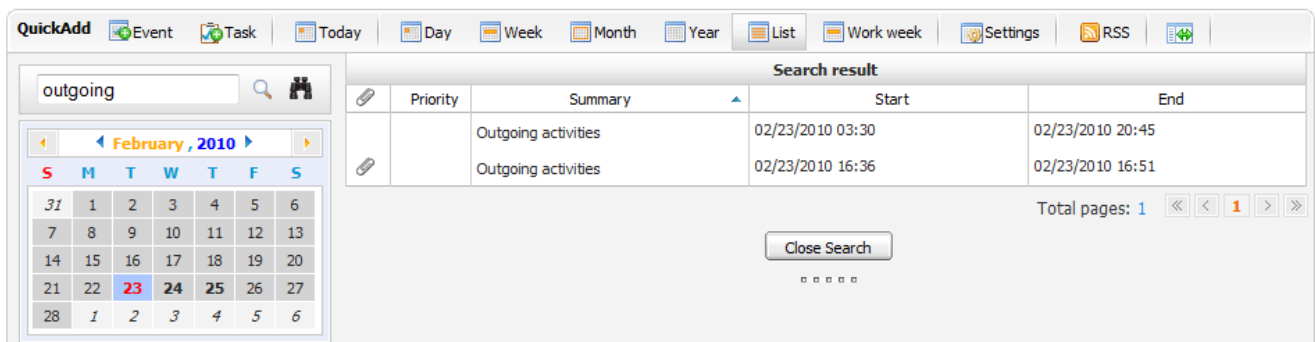 QuickAdd Event Task Today Day Week Month Year List Work week Settings RSS
outgoing
Search result
Priority Summary Start End
Outgoing activities 02/23/2010 03:30 02/23/2010 20:45
Outgoing activities 02/23/2010 16:36 02/23/2010 16:51
Total pages: 1 « < 1 > »
Close Search
February , 2010
S M T W T F S
31 1 2 3 4 5 6
7 8 9 10 11 12 13
14 15 16 17 18 19 20
21 22 23 24 25 26 27
28 1 2 3 4 5 6